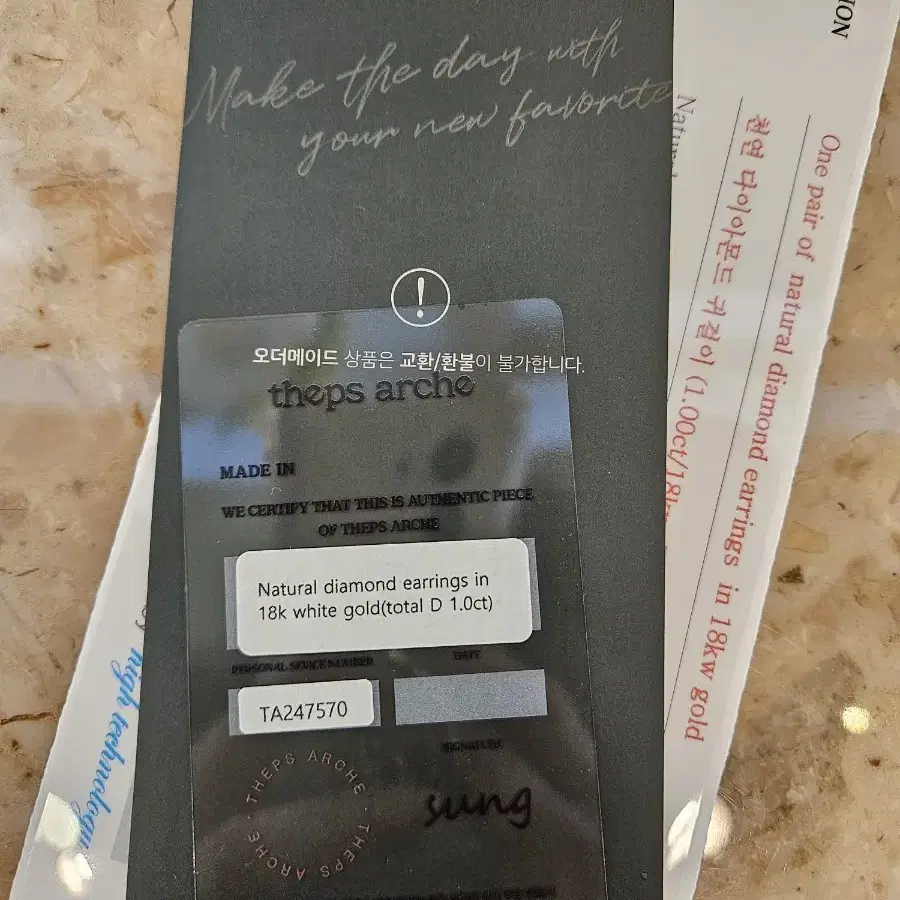 Make the day with
your new favorite
!
오더메이드 상품은 교환/환불이 불가합니다.
theps arche
MADE IN
WE CERTIFY THAT THIS IS AUTHENTIC PIECE
OF THEPS ARCHE
Natural diamond earrings in
18k white gold(total D 1.0ct)
PERSONAL SEVICE NUMBER
DATE
TA247570
SIGNATURE
sung
THEPS ARCHE · THEPS ARCHE ·
One pair of natural diamond earrings in 18kw gold
천연 다이아몬드 귀걸이 (1.00ct/18k
high technology